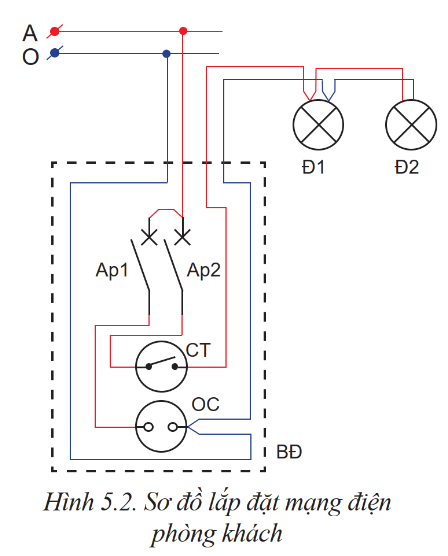 A
O
Đ1
Đ2
Ap1
Ap2
CT
OC
BĐ
Hình 5.2. Sơ đồ lắp đặt mạng điện
phòng khách